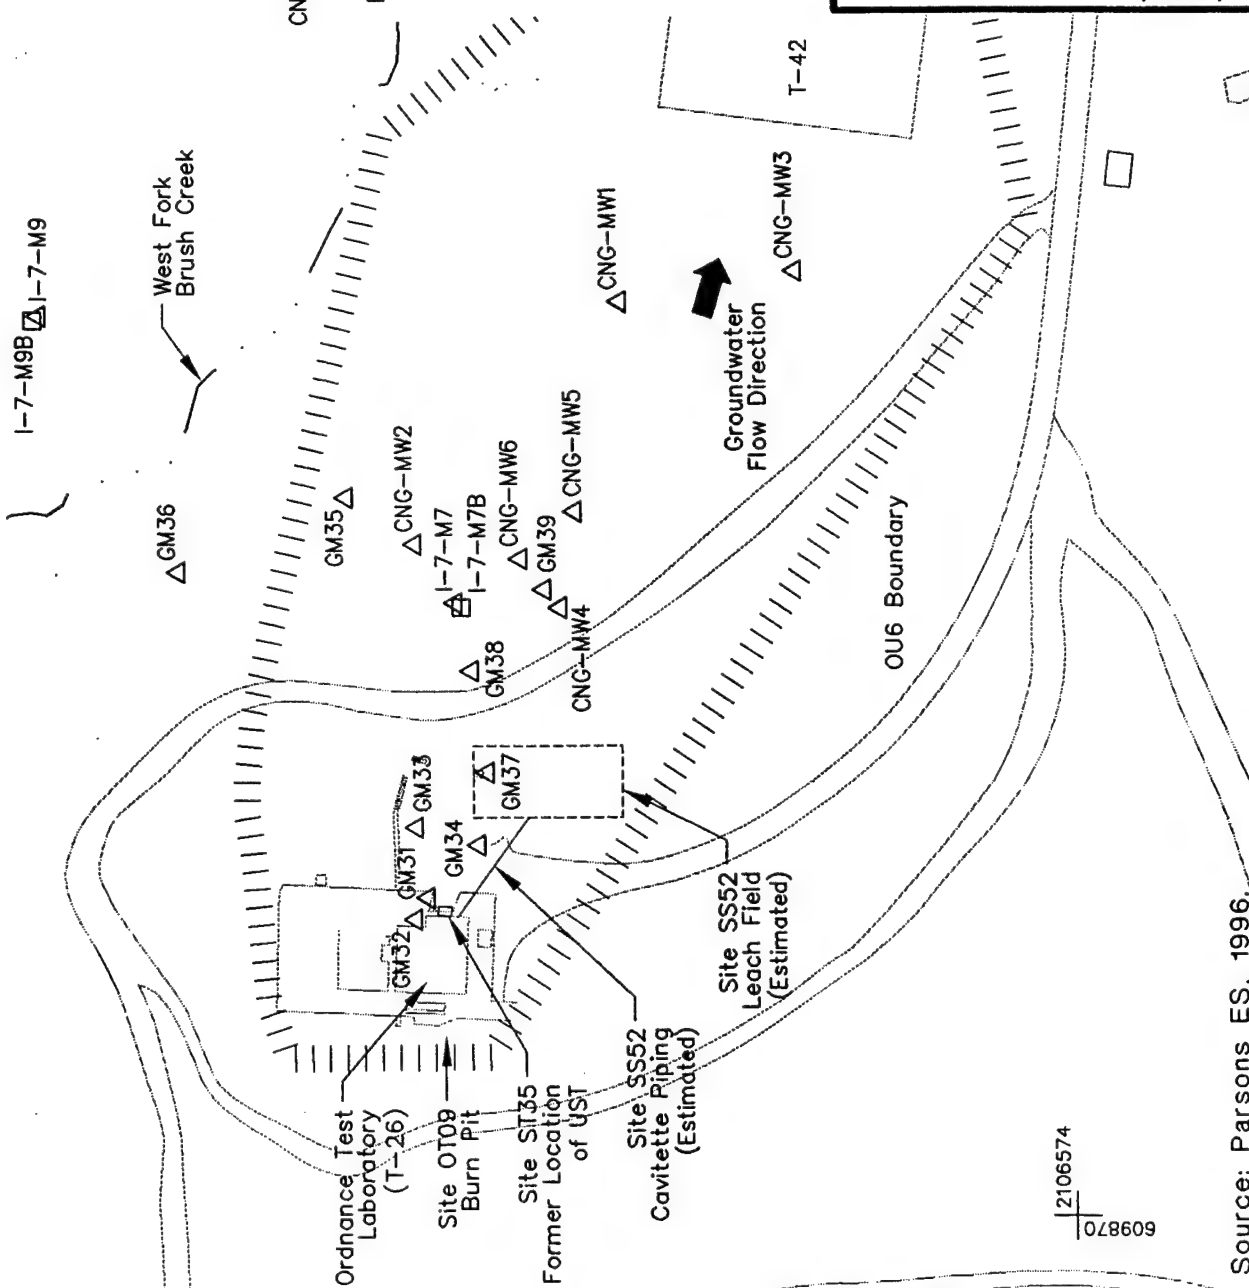 CN
T-42
I-7-M9B
I-7-M9
West Fork
Brush Creek
CNG-MW1
CNG-MW3
Groundwater
Flow Direction
GM36
GM35
CNG-MW2
I-7-M7
I-7-M7B
CNG-MW6
GM39
CNG-MW5
CNG-MW4
GM38
OU6 Boundary
GM33
GM37
GM34
GM31
GM32
Site SS52
Leach Field
(Estimated)
Ordnance Test
Laboratory
(T-26)
Site OT09
Burn Pit
Site ST35
Former Location
of UST
Site SS52
Cavitette Piping
(Estimated)
2106574
609870
Source: Parsons ES, 1996.